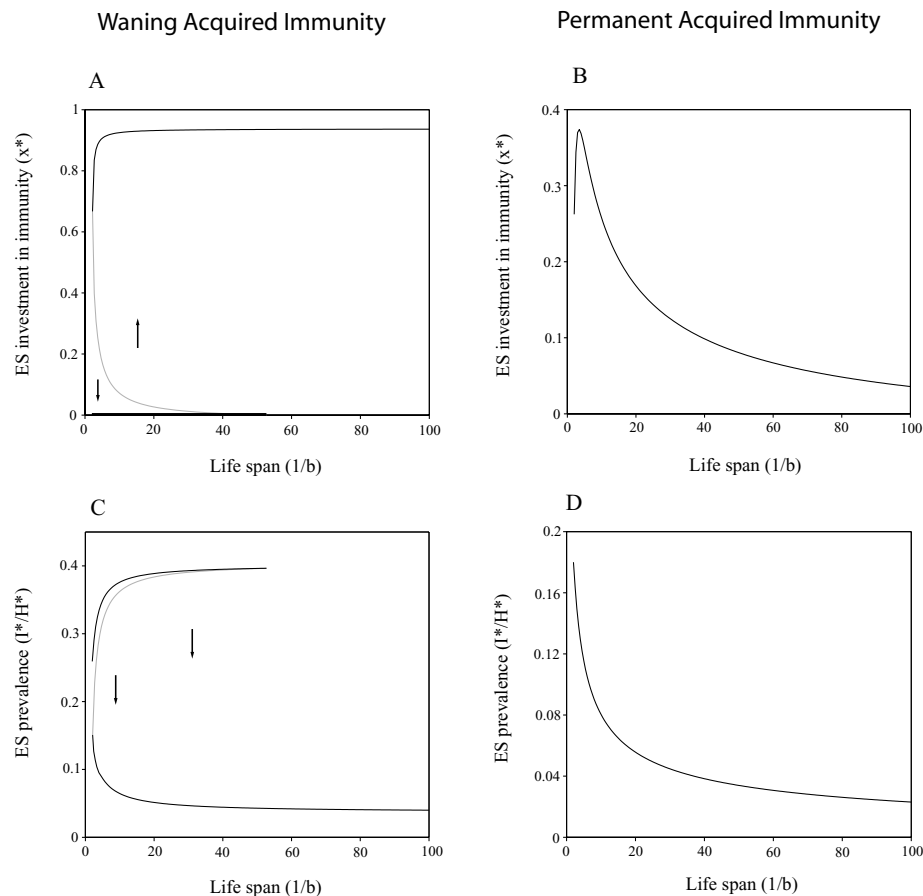 Waning Acquired Immunity
Permanent Acquired Immunity
A
ES investment in immunity (x*)
1
0.8
0.6
0.4
0.2
0
0 20 40 60 80 100
Life span (1/b)
B
ES investment in immunity (x*)
0.4
0.3
0.2
0.1
0
0 20 40 60 80 100
Life span (1/b)
C
ES prevalence (I*/H*)
0.4
0.3
0.2
0.1
0
0 20 40 60 80 100
Life span (1/b)
D
ES prevalence (I*/H*)
0.2
0.16
0.12
0.08
0.04
0
0 20 40 60 80 100
Life span (1/b)